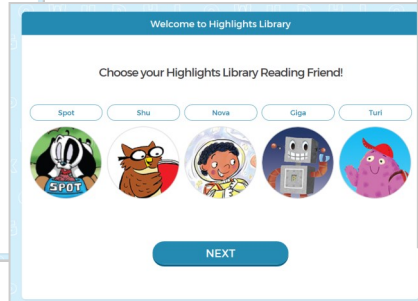 Welcome to Highlights Library
Choose your Highlights Library Reading Friend!
Spot Shu Nova Giga Turi
SPOT
NEXT